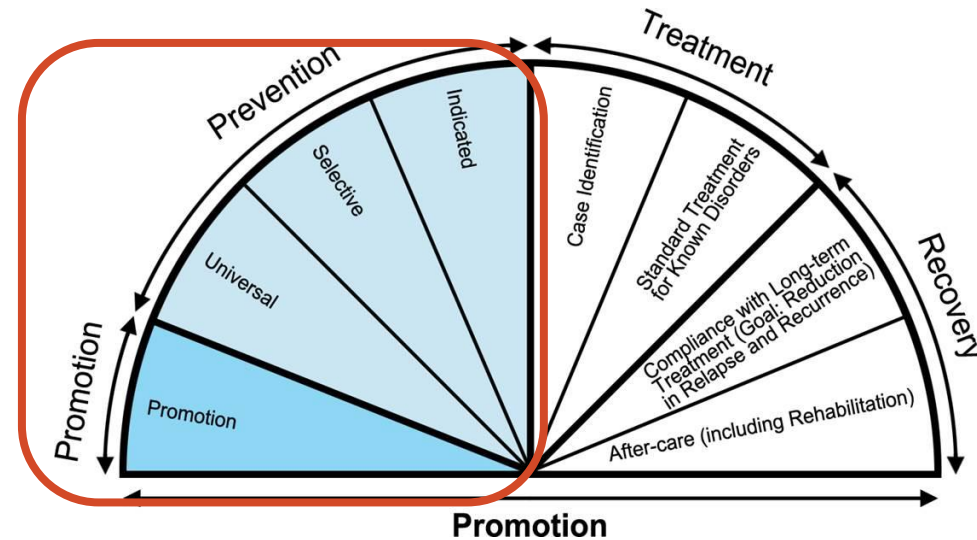 Promotion
Prevention
Treatment
Recovery
Promotion
Universal
Selective
Indicated
Case Identification
Standard Treatment
for Known Disorders
Compliance with Long-term
Treatment (Goal: Reduction
in Relapse and Recurrence)
After-care (including Rehabilitation)
Promotion